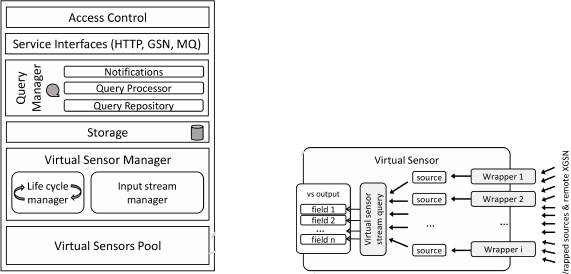 Access Control
Service Interfaces (HTTP, GSN, MQ)
Query
Manager
Notifications
Query Processor
Query Repository
Storage
Virtual Sensor Manager
Life cycle
manager
Input stream
manager
Virtual Sensors Pool
Virtual Sensor
vs output
field 1
field 2
...
field n
Virtual sensor
stream query
source
source
...
source
Wrapper 1
Wrapper 2
...
Wrapper i
sources & remote XGSN